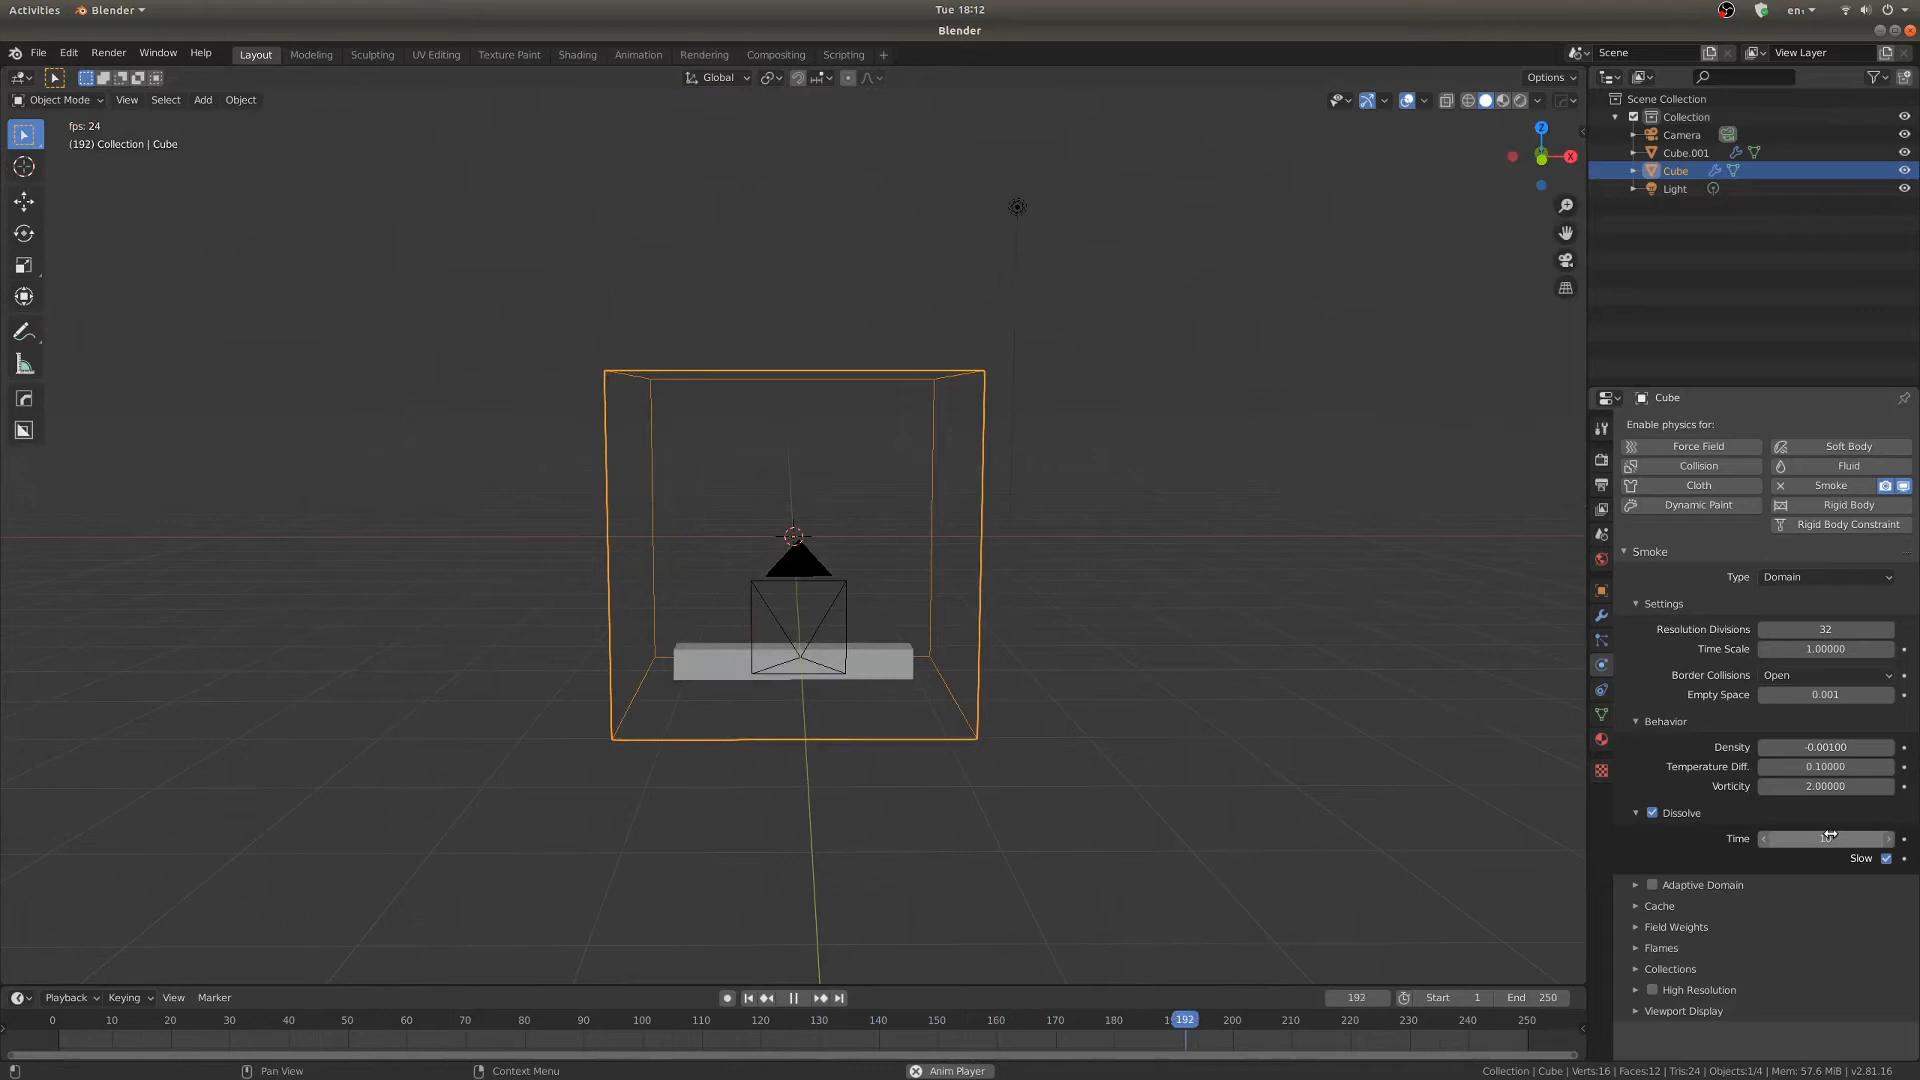 Activities Blender Tue 18:12 en₁
Blender
File Edit Render Window Help Layout Modeling Sculpting UV Editing Texture Paint Shading Animation Rendering Compositing Scripting + Scene View Layer
Global Options
Object Mode View Select Add Object
Scene Collection
Collection
Camera
Cube.001
Cube
Light
fps: 24
(192) Collection | Cube
Z
X
Cube
Enable physics for:
Force Field Soft Body
Collision Fluid
Cloth Smoke
Dynamic Paint Rigid Body
Rigid Body Constraint
Smoke
Type Domain
Settings
Resolution Divisions 32
Time Scale 1.00000
Border Collisions Open
Empty Space 0.001
Behavior
Density -0.00100
Temperature Diff. 0.10000
Vorticity 2.00000
Dissolve
Time
Slow
Adaptive Domain
Cache
Field Weights
Flames
Collections
High Resolution
Viewport Display
Playback Keying View Marker 192 Start 1 End 250
0 10 20 30 40 50 60 70 80 90 100 110 120 130 140 150 160 170 180 192 200 210 220 230 240 250
Pan View Context Menu Anim Player Collection | Cube | Verts:16 | Faces:12 | Tris:24 | Objects:1/4 | Mem: 57.6 MiB | v2.81.16